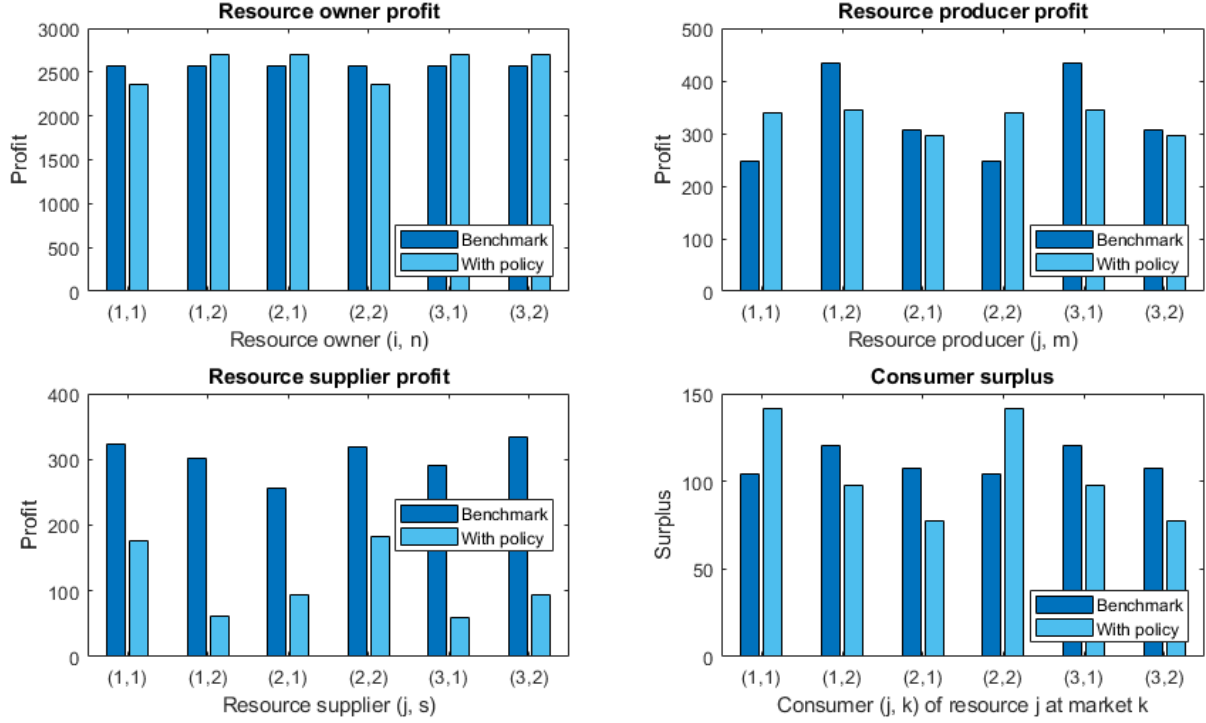 Resource owner profit
3000
2500
2000
1500
1000
500
0
Profit
Benchmark
With policy
(1,1) (1,2) (2,1) (2,2) (3,1) (3,2)
Resource owner (i, n)
Resource producer profit
500
400
300
200
100
0
Profit
Benchmark
With policy
(1,1) (1,2) (2,1) (2,2) (3,1) (3,2)
Resource producer (j, m)
Resource supplier profit
400
300
200
100
0
Profit
Benchmark
With policy
(1,1) (1,2) (2,1) (2,2) (3,1) (3,2)
Resource supplier (j, s)
Consumer surplus
150
100
50
0
Surplus
Benchmark
With policy
(1,1) (1,2) (2,1) (2,2) (3,1) (3,2)
Consumer (j, k) of resource j at market k